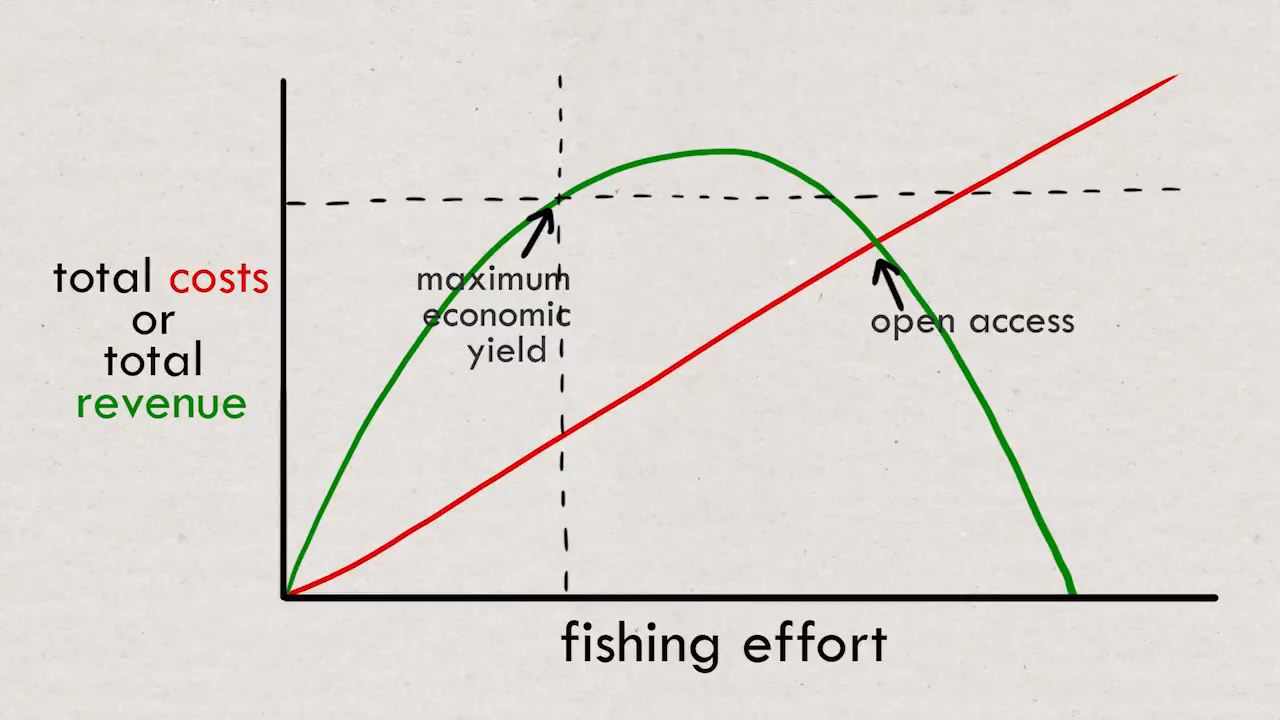 total costs
or
total
revenue
maximum
economic
yield
open access
fishing effort